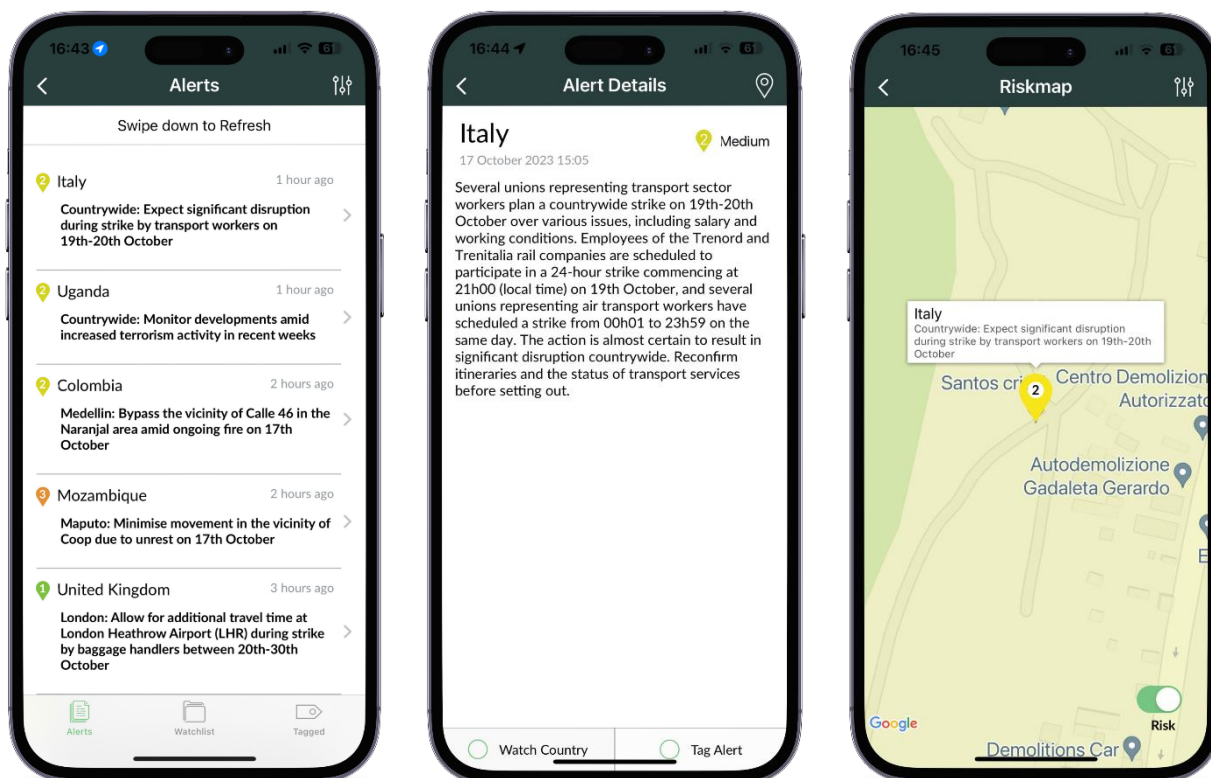 16:43
61
Alerts
Swipe down to Refresh
2 Italy 1 hour ago
Countrywide: Expect significant disruption
during strike by transport workers on
19th-20th October
2 Uganda 1 hour ago
Countrywide: Monitor developments amid
increased terrorism activity in recent weeks
2 Colombia 2 hours ago
Medellin: Bypass the vicinity of Calle 46 in the
Naranjal area amid ongoing fire on 17th
October
3 Mozambique 2 hours ago
Maputo: Minimise movement in the vicinity of
Coop due to unrest on 17th October
1 United Kingdom 3 hours ago
London: Allow for additional travel time at
London Heathrow Airport (LHR) during strike
by baggage handlers between 20th-30th
October
Alerts Watchlist Tagged
16:44
61
Alert Details
Italy
2 Medium
17 October 2023 15:05
Several unions representing transport sector
workers plan a countrywide strike on 19th-20th
October over various issues, including salary and
working conditions. Employees of the Trenord and
Trenitalia rail companies are scheduled to
participate in a 24-hour strike commencing at
21h00 (local time) on 19th October, and several
unions representing air transport workers have
scheduled a strike from 00h01 to 23h59 on the
same day. The action is almost certain to result in
significant disruption countrywide. Reconfirm
itineraries and the status of transport services
before setting out.
Watch Country Tag Alert
16:45
61
Riskmap
Italy
Countrywide: Expect significant disruption
during strike by transport workers on 19th-20th
October
2
Santos cri
Centro Demolizion
Autorizzato
Autodemolizione
Gadaleta Gerardo
E
Google
Risk
Demolitions Car